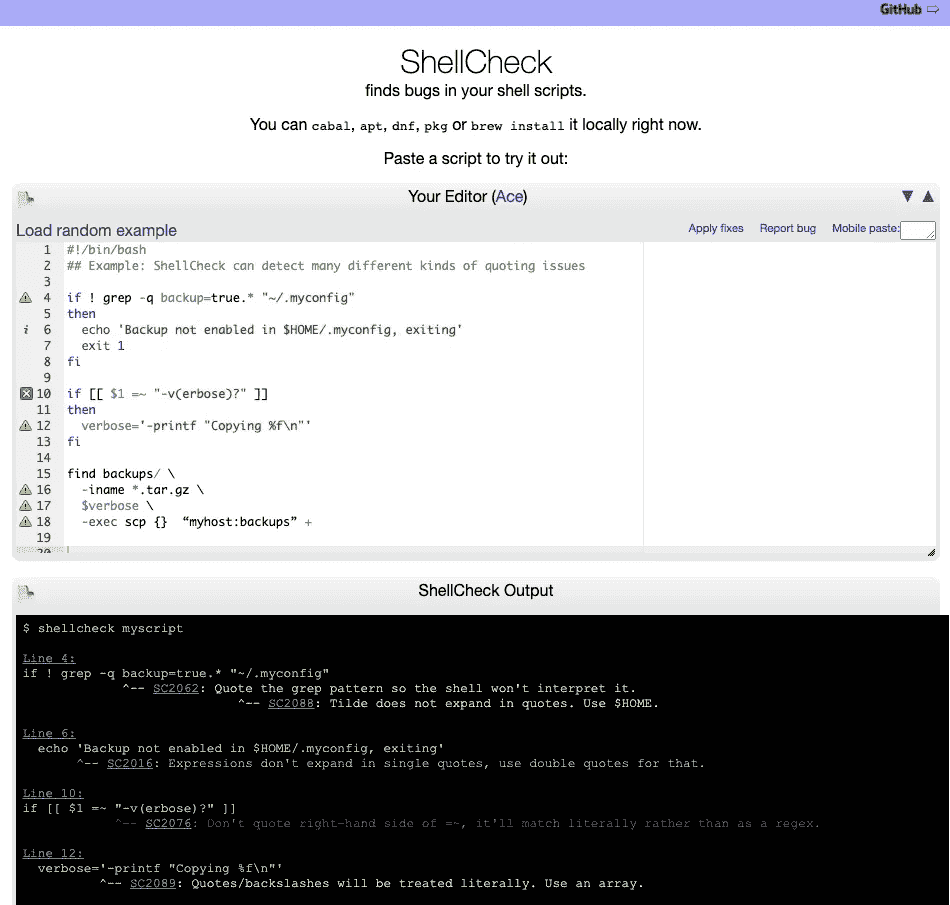 GitHub ⇨
ShellCheck
finds bugs in your shell scripts.
You can cabal, apt, dnf, pkg or brew install it locally right now.
Paste a script to try it out:
Your Editor (Ace)
▼ ▲
Load random example
Apply fixes Report bug Mobile paste:
1 #!/bin/bash
2 ## Example: ShellCheck can detect many different kinds of quoting issues
3
4 if ! grep -q backup=true.* "~/.myconfig"
5 then
i 6 echo 'Backup not enabled in $HOME/.myconfig, exiting'
7 exit 1
8 fi
9
10 if [[ $1 =~ "-v(erbose)?" ]]
11 then
12 verbose='-printf "Copying %f\n"'
13 fi
14
15 find backups/ \
16 -iname *.tar.gz \
17 $verbose \
18 -exec scp {}  “myhost:backups” +
19
20
ShellCheck Output
$ shellcheck myscript
Line 4:
if ! grep -q backup=true.* "~/.myconfig"
^-- SC2062: Quote the grep pattern so the shell won't interpret it.
^-- SC2088: Tilde does not expand in quotes. Use $HOME.
Line 6:
echo 'Backup not enabled in $HOME/.myconfig, exiting'
^-- SC2016: Expressions don't expand in single quotes, use double quotes for that.
Line 10:
if [[ $1 =~ "-v(erbose)?" ]]
^-- SC2076: Don't quote right-hand side of =~, it'll match literally rather than as a regex.
Line 12:
verbose='-printf "Copying %f\n"'
^-- SC2089: Quotes/backslashes will be treated literally. Use an array.